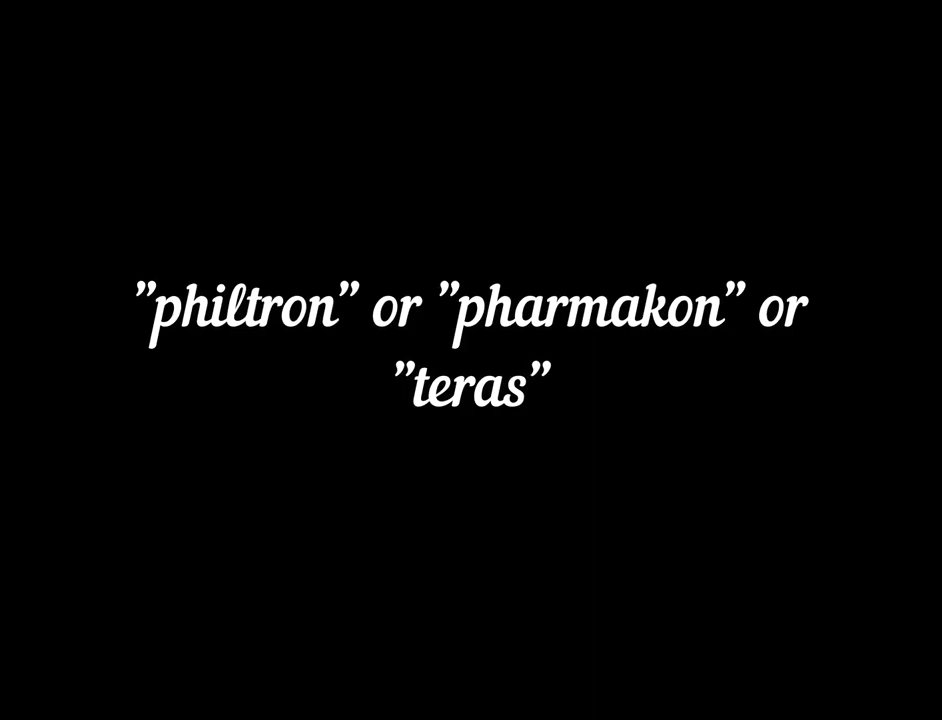 ”philtron” or ”pharmakon” or
”teras”